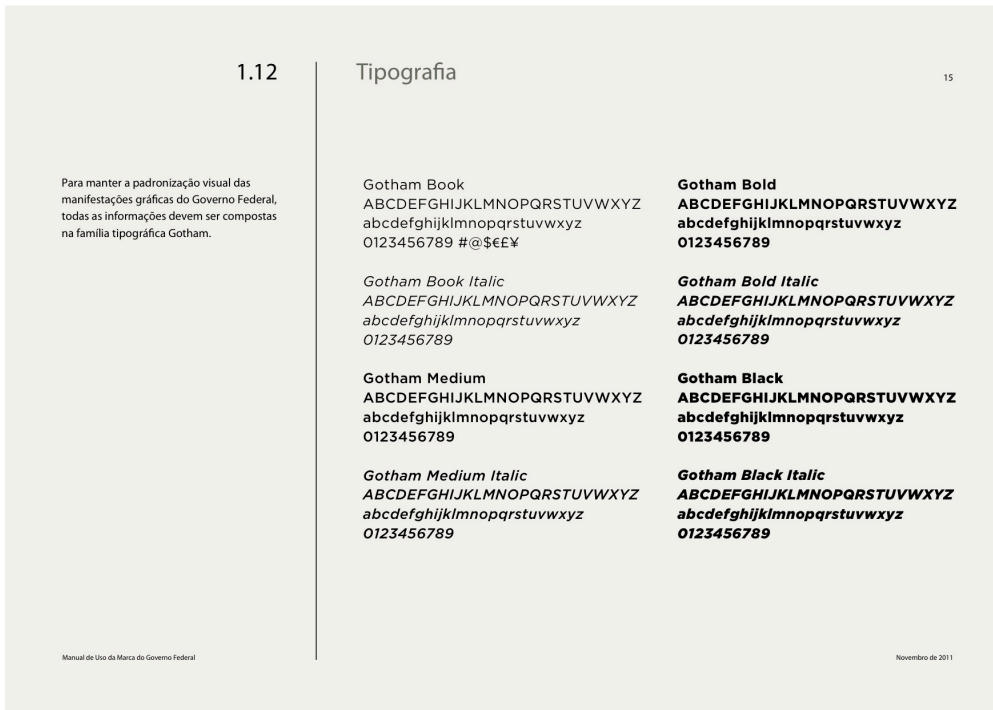 1.12
Tipografia
15
Para manter a padronização visual das
manifestações gráficas do Governo Federal,
todas as informações devem ser compostas
na família tipográfica Gotham.
Gotham Book
ABCDEFGHIJKLMNOPQRSTUVWXYZ
abcdefghijklmnopqrstuvwxyz
0123456789 #@$€£¥
Gotham Book Italic
ABCDEFGHIJKLMNOPQRSTUVWXYZ
abcdefghijklmnopqrstuvwxyz
0123456789
Gotham Medium
ABCDEFGHIJKLMNOPQRSTUVWXYZ
abcdefghijklmnopqrstuvwxyz
0123456789
Gotham Medium Italic
ABCDEFGHIJKLMNOPQRSTUVWXYZ
abcdefghijklmnopqrstuvwxyz
0123456789
Gotham Bold
ABCDEFGHIJKLMNOPQRSTUVWXYZ
abcdefghijklmnopqrstuvwxyz
0123456789
Gotham Bold Italic
ABCDEFGHIJKLMNOPQRSTUVWXYZ
abcdefghijklmnopqrstuvwxyz
0123456789
Gotham Black
ABCDEFGHIJKLMNOPQRSTUVWXYZ
abcdefghijklmnopqrstuvwxyz
0123456789
Gotham Black Italic
ABCDEFGHIJKLMNOPQRSTUVWXYZ
abcdefghijklmnopqrstuvwxyz
0123456789
Manual de Uso da Marca do Governo Federal
Novembro de 2011